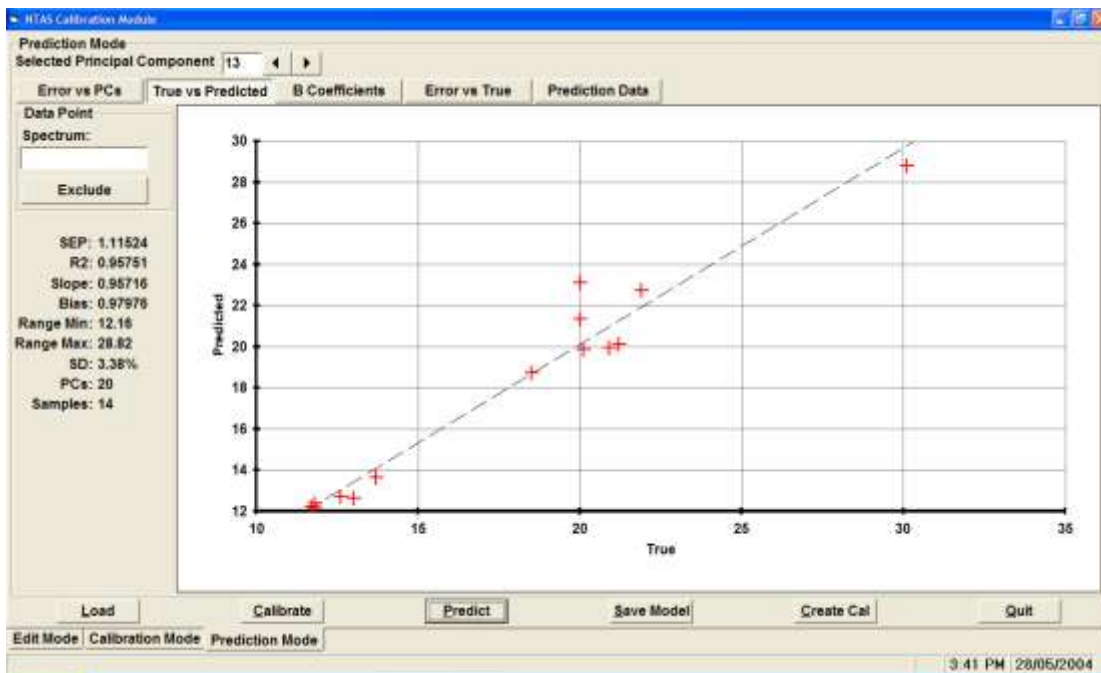 NTAS Calibration Module
Prediction Mode
Selected Principal Component 13
Error vs PCs True vs Predicted B Coefficients Error vs True Prediction Data
Data Point
Spectrum:
Exclude
SEP: 1.11524
R2: 0.95751
Slope: 0.95716
Bias: 0.97976
Range Min: 12.16
Range Max: 28.82
SD: 3.38%
PCs: 20
Samples: 14
30
28
26
24
22
20
18
16
14
12
Predicted
10 15 20 25 30 35
True
Load Calibrate Predict Save Model Create Cal Quit
Edit Mode Calibration Mode Prediction Mode
3:41 PM 28/05/2004